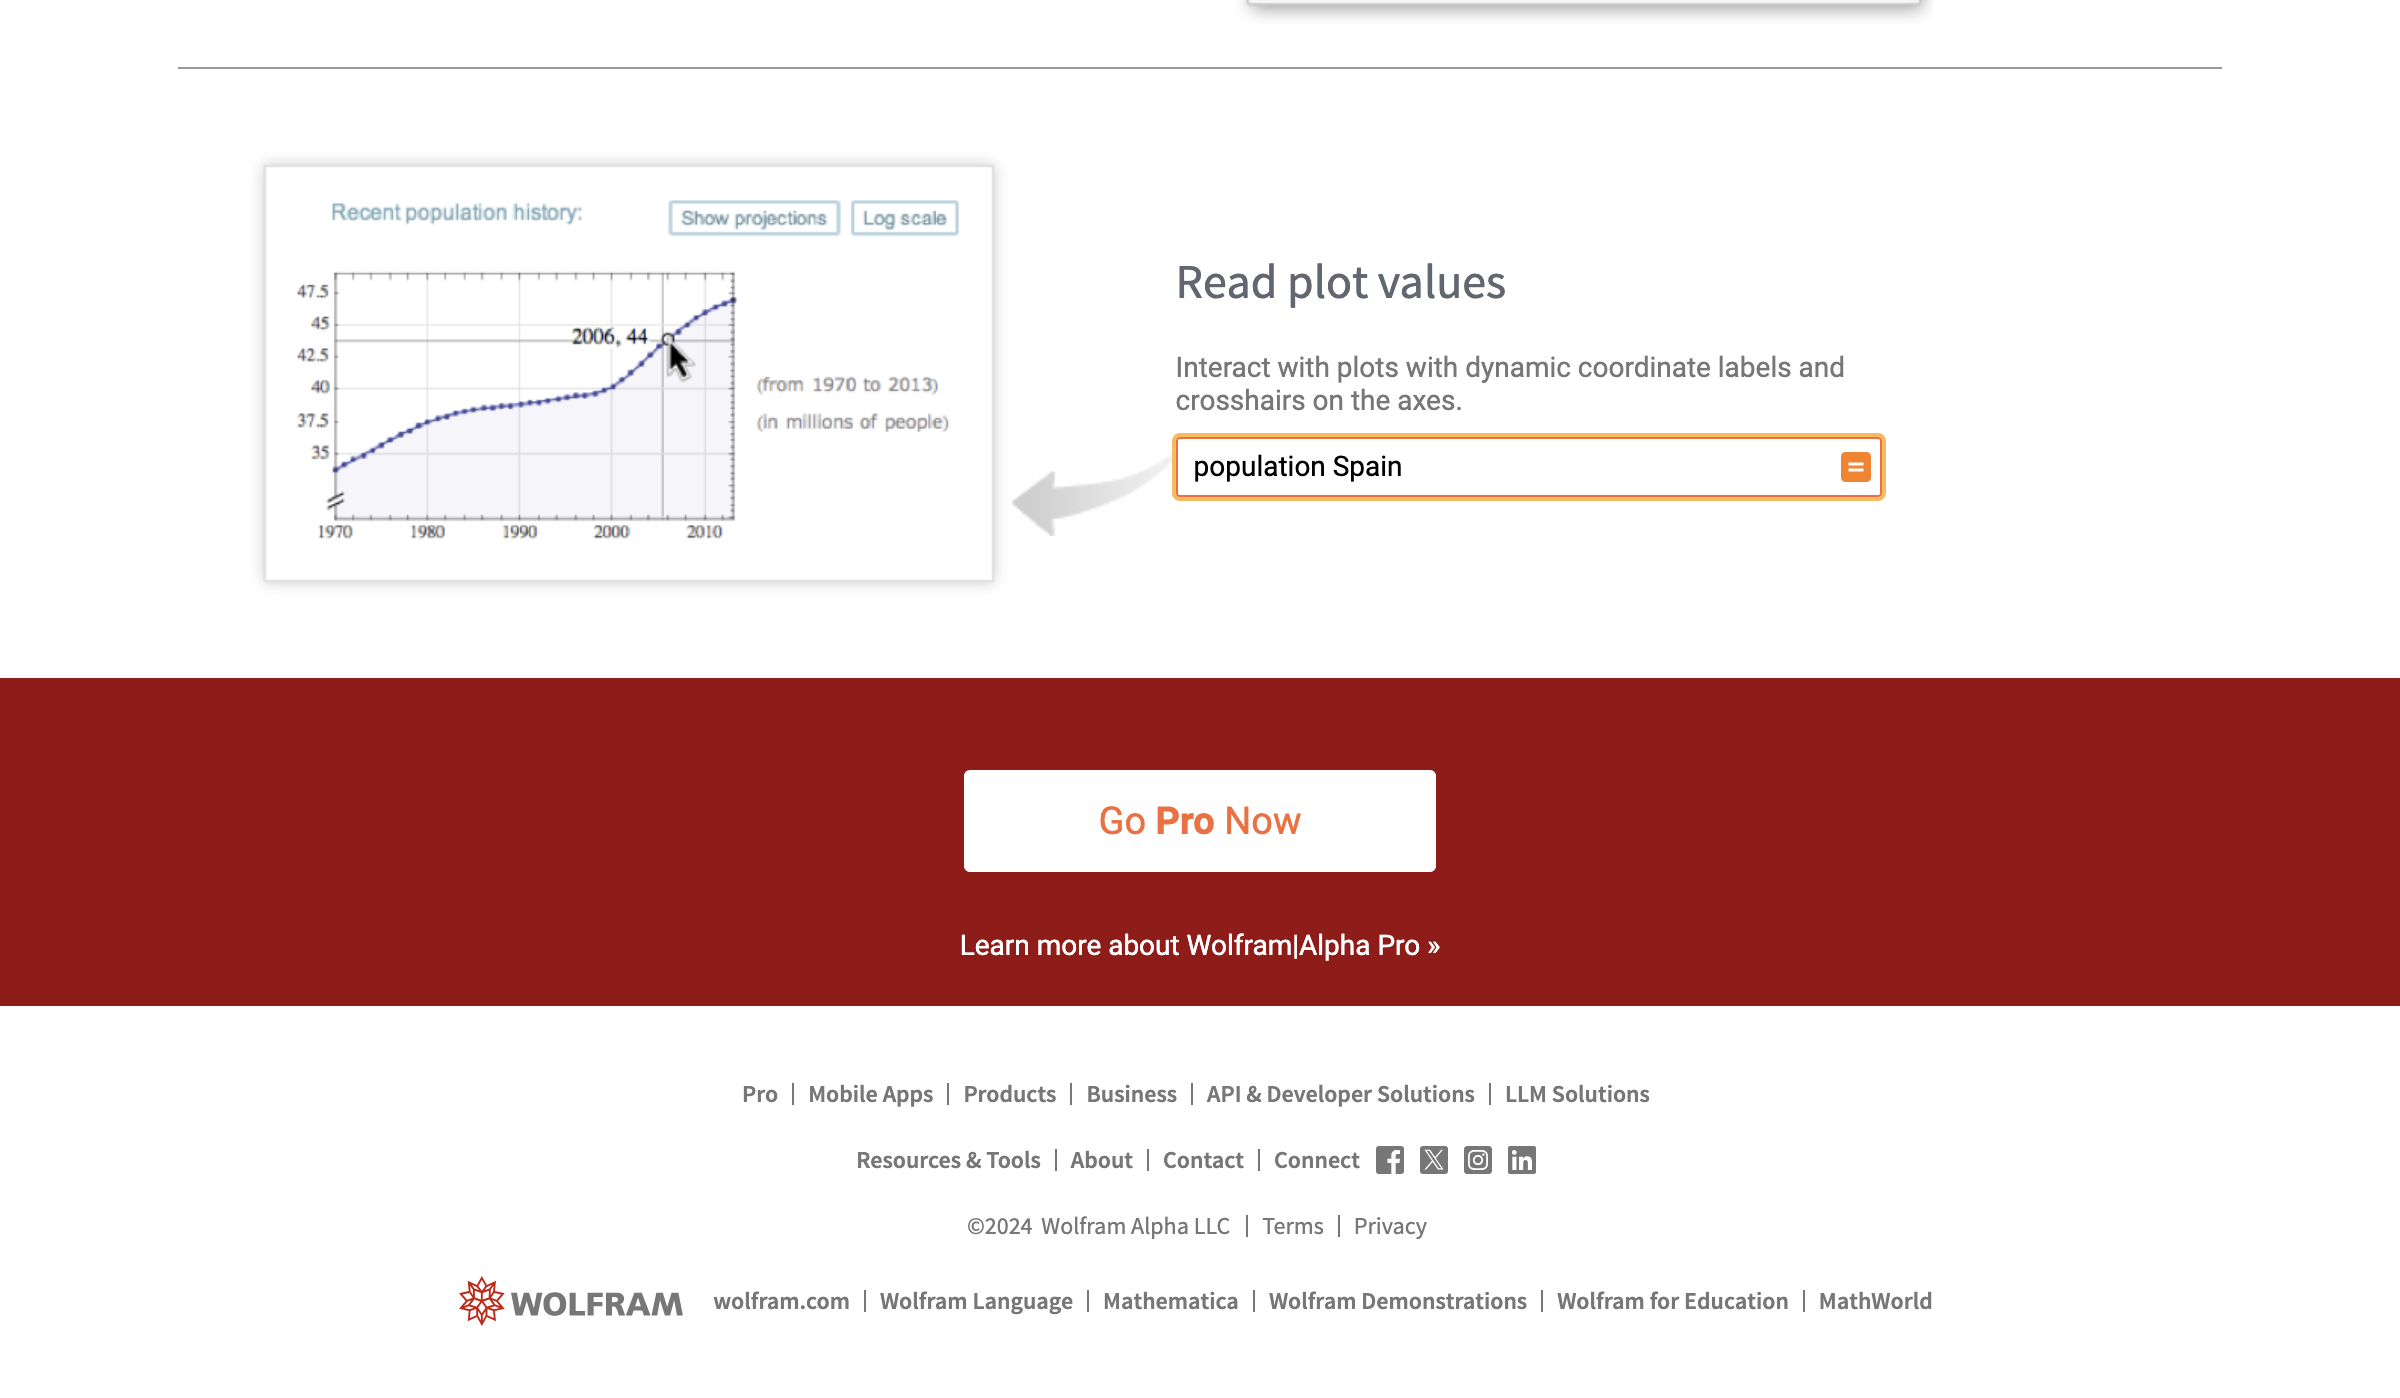 Recent population history:
Show projections
Log scale
47.5
45
42.5
40
37.5
35
2006, 44
1970
1980
1990
2000
2010
(from 1970 to 2013)
(in millions of people)
Read plot values
Interact with plots with dynamic coordinate labels and
crosshairs on the axes.
population Spain
=
Go Pro Now
Learn more about Wolfram|Alpha Pro »
Pro | Mobile Apps | Products | Business | API & Developer Solutions | LLM Solutions
Resources & Tools | About | Contact | Connect
©2024 Wolfram Alpha LLC | Terms | Privacy
WOLFRAM wolfram.com | Wolfram Language | Mathematica | Wolfram Demonstrations | Wolfram for Education | MathWorld